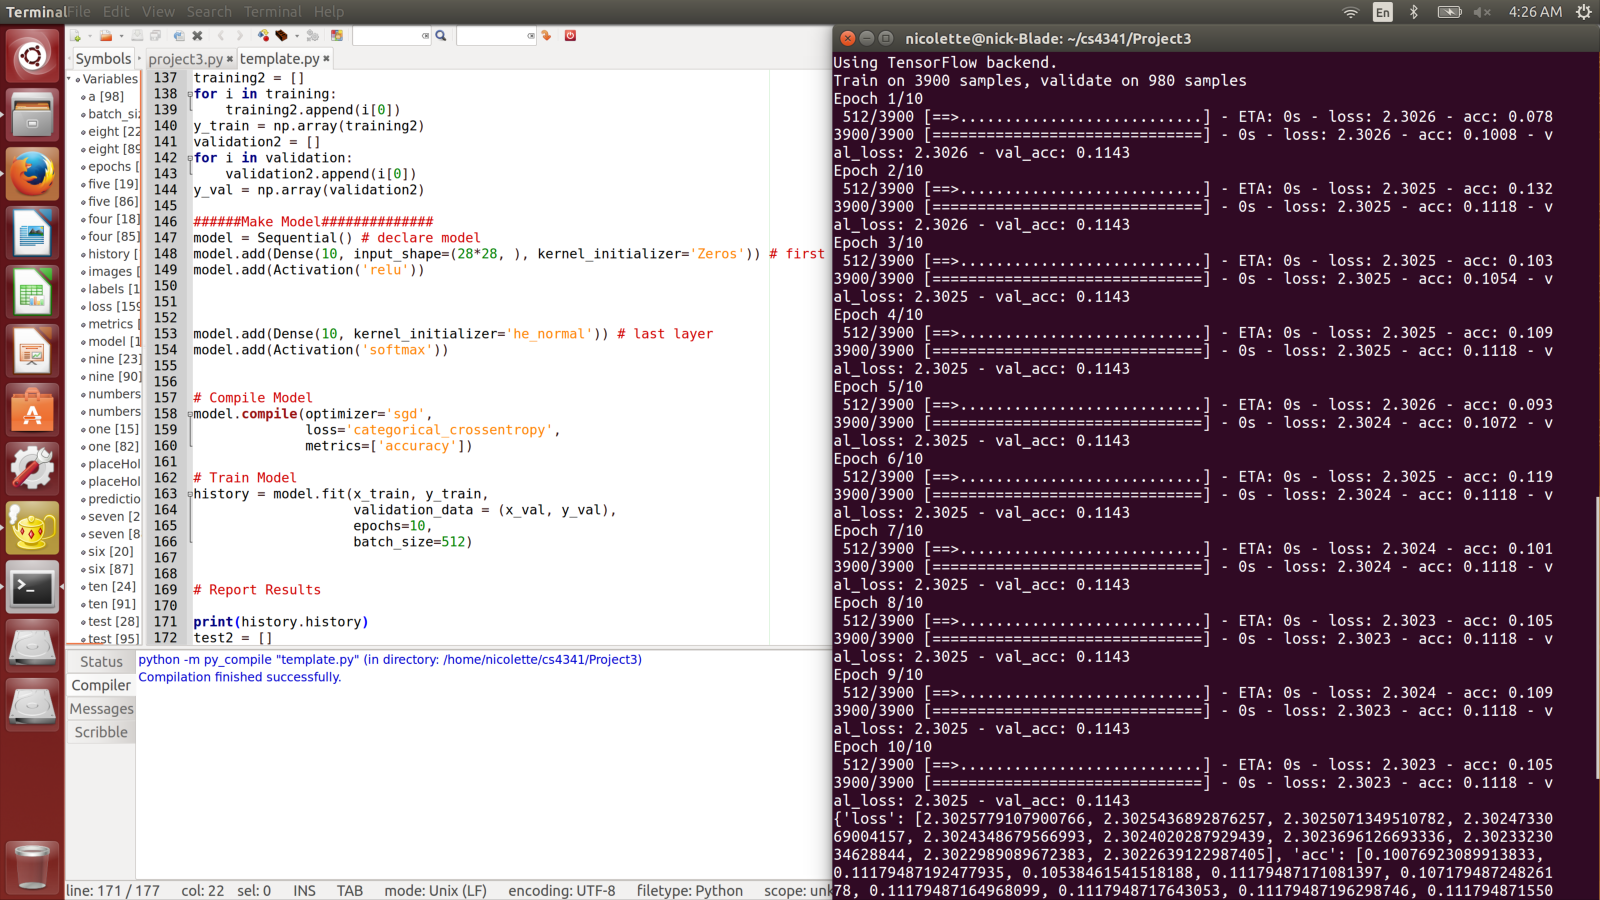 Terminal File Edit View Search Terminal Help
En
4:26 AM
Symbols
project3.py
template.py
Variables
a [98]
batch_siz
eight [22
eight [89
epochs [
five [19]
five [86]
four [18]
four [85]
history [
images [
labels [1
loss [159
metrics [
model [1
nine [23]
nine [90]
numbers
numbers
one [15]
one [82]
placeHol
placeHol
predictio
seven [2
seven [8
six [20]
six [87]
ten [24]
ten [91]
test [28]
test [95]
137 training2 = []
138 for i in training:
139     training2.append(i[0])
140 y_train = np.array(training2)
141 validation2 = []
142 for i in validation:
143     validation2.append(i[0])
144 y_val = np.array(validation2)
145
146 ######Make Model##############
147 model = Sequential() # declare model
148 model.add(Dense(10, input_shape=(28*28, ), kernel_initializer='Zeros')) # first
149 model.add(Activation('relu'))
150
151
152
153 model.add(Dense(10, kernel_initializer='he_normal')) # last layer
154 model.add(Activation('softmax'))
155
156
157 # Compile Model
158 model.compile(optimizer='sgd',
159               loss='categorical_crossentropy',
160               metrics=['accuracy'])
161
162 # Train Model
163 history = model.fit(x_train, y_train,
164                     validation_data = (x_val, y_val),
165                     epochs=10,
166                     batch_size=512)
167
168
169 # Report Results
170
171 print(history.history)
172 test2 = []
Status
Compiler
Messages
Scribble
python -m py_compile "template.py" (in directory: /home/nicolette/cs4341/Project3)
Compilation finished successfully.
line: 171 / 177 col: 22 sel: 0 INS TAB mode: Unix (LF) encoding: UTF-8 filetype: Python scope: unk
nicolette@nick-Blade: ~/cs4341/Project3
Using TensorFlow backend.
Train on 3900 samples, validate on 980 samples
Epoch 1/10
 512/3900 [==>...........................] - ETA: 0s - loss: 2.3026 - acc: 0.078
3900/3900 [==============================] - 0s - loss: 2.3026 - acc: 0.1008 - v
al_loss: 2.3026 - val_acc: 0.1143
Epoch 2/10
 512/3900 [==>...........................] - ETA: 0s - loss: 2.3025 - acc: 0.132
3900/3900 [==============================] - 0s - loss: 2.3025 - acc: 0.1118 - v
al_loss: 2.3026 - val_acc: 0.1143
Epoch 3/10
 512/3900 [==>...........................] - ETA: 0s - loss: 2.3025 - acc: 0.103
3900/3900 [==============================] - 0s - loss: 2.3025 - acc: 0.1054 - v
al_loss: 2.3025 - val_acc: 0.1143
Epoch 4/10
 512/3900 [==>...........................] - ETA: 0s - loss: 2.3025 - acc: 0.109
3900/3900 [==============================] - 0s - loss: 2.3025 - acc: 0.1118 - v
al_loss: 2.3025 - val_acc: 0.1143
Epoch 5/10
 512/3900 [==>...........................] - ETA: 0s - loss: 2.3026 - acc: 0.093
3900/3900 [==============================] - 0s - loss: 2.3024 - acc: 0.1072 - v
al_loss: 2.3025 - val_acc: 0.1143
Epoch 6/10
 512/3900 [==>...........................] - ETA: 0s - loss: 2.3025 - acc: 0.119
3900/3900 [==============================] - 0s - loss: 2.3024 - acc: 0.1118 - v
al_loss: 2.3025 - val_acc: 0.1143
Epoch 7/10
 512/3900 [==>...........................] - ETA: 0s - loss: 2.3024 - acc: 0.101
3900/3900 [==============================] - 0s - loss: 2.3024 - acc: 0.1118 - v
al_loss: 2.3025 - val_acc: 0.1143
Epoch 8/10
 512/3900 [==>...........................] - ETA: 0s - loss: 2.3023 - acc: 0.105
3900/3900 [==============================] - 0s - loss: 2.3024 - acc: 0.1118 - v
al_loss: 2.3025 - val_acc: 0.1143
Epoch 9/10
 512/3900 [==>...........................] - ETA: 0s - loss: 2.3024 - acc: 0.109
3900/3900 [==============================] - 0s - loss: 2.3023 - acc: 0.1118 - v
al_loss: 2.3025 - val_acc: 0.1143
Epoch 10/10
 512/3900 [==>...........................] - ETA: 0s - loss: 2.3023 - acc: 0.105
3900/3900 [==============================] - 0s - loss: 2.3023 - acc: 0.1118 - v
al_loss: 2.3025 - val_acc: 0.1143
{'loss': [2.3025779107900766, 2.3025436892876257, 2.3025071349510782, 2.30247330
69004157, 2.3024348679566993, 2.3024020287929439, 2.3023696126693336, 2.30233230
34628844, 2.3022989089672383, 2.3022639122987405], 'acc': [0.10076923089913833,
0.11179487192477935, 0.1053846154151818​8, 0.11179487171081397, 0.107179487248261
78, 0.11179487164968099, 0.1117948717643053, 0.11179487196298746, 0.111794871550